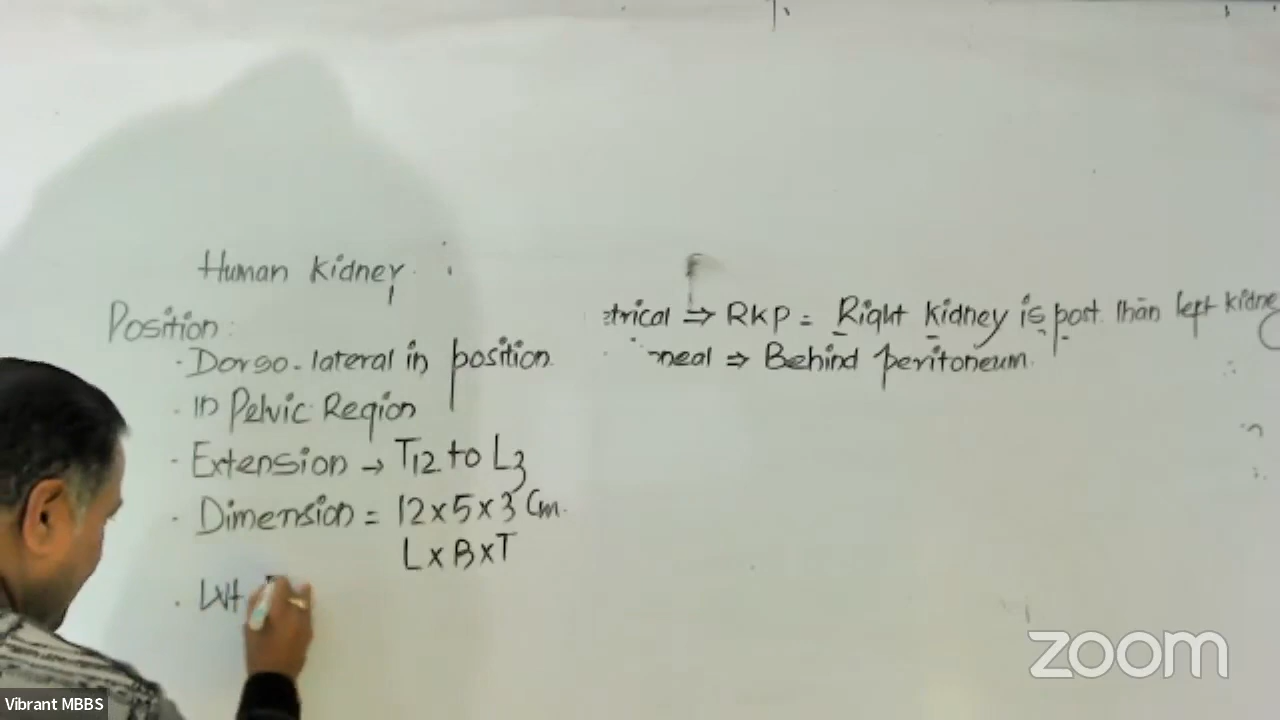 Human Kidney
Position:
· Dorso-lateral in position
· In Pelvic Region
· Extension → T12 to L3
· Dimension = 12×5×3 Cm.
L×B×T
· Wt
etrical ⇒ RKP = Right kidney is post. than left kidney
neal ⇒ Behind peritoneum.
zoom
Vibrant MBBS